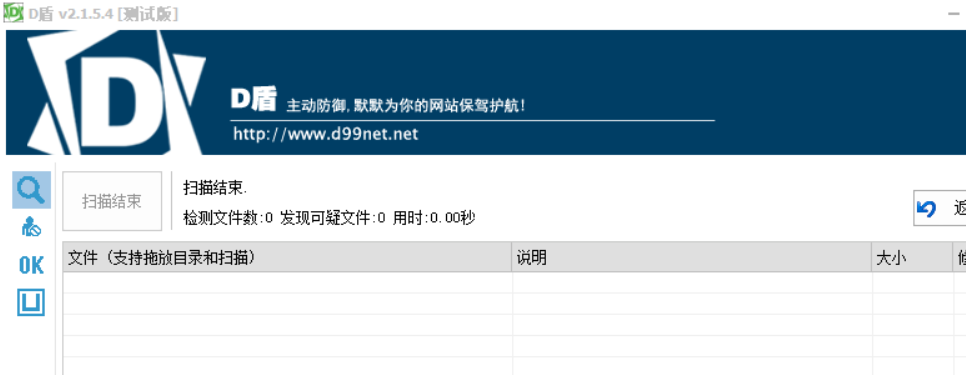 D盾 v2.1.5.4 [测试版]
D盾 主动防御,默默为你的网站保驾护航!
http://www.d99net.net
扫描结束
扫描结束.
检测文件数:0 发现可疑文件:0 用时:0.00秒
返
OK
文件（支持拖放目录和扫描） 说明 大小